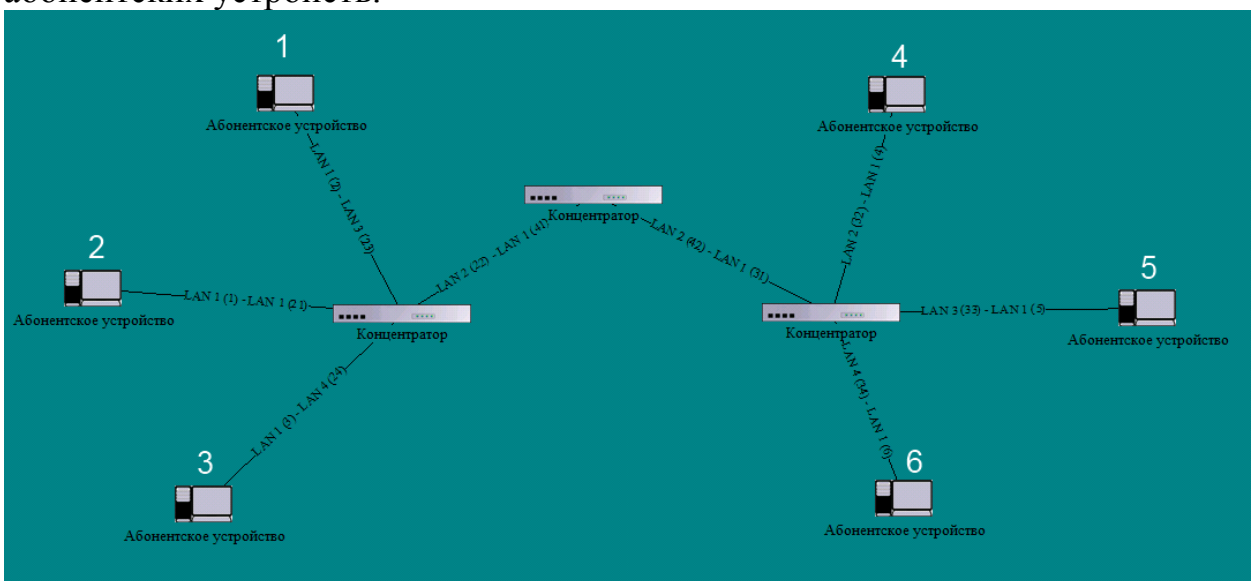 абонентских устройств.
1
Абонентское устройство
LAN 1 (2) - LAN 3 (23)
4
Абонентское устройство
LAN 2 (32) - LAN 1 (4)
Концентратор
LAN 2 (22) - LAN 1 (41)
LAN 2 (42) - LAN 1 (31)
2
Абонентское устройство
LAN 1 (1) - LAN 1 (21)
Концентратор
5
Абонентское устройство
LAN 3 (33) - LAN 1 (5)
Концентратор
LAN 1 (3) - LAN 4 (24)
LAN 4 (34) - LAN 1 (6)
3
Абонентское устройство
6
Абонентское устройство